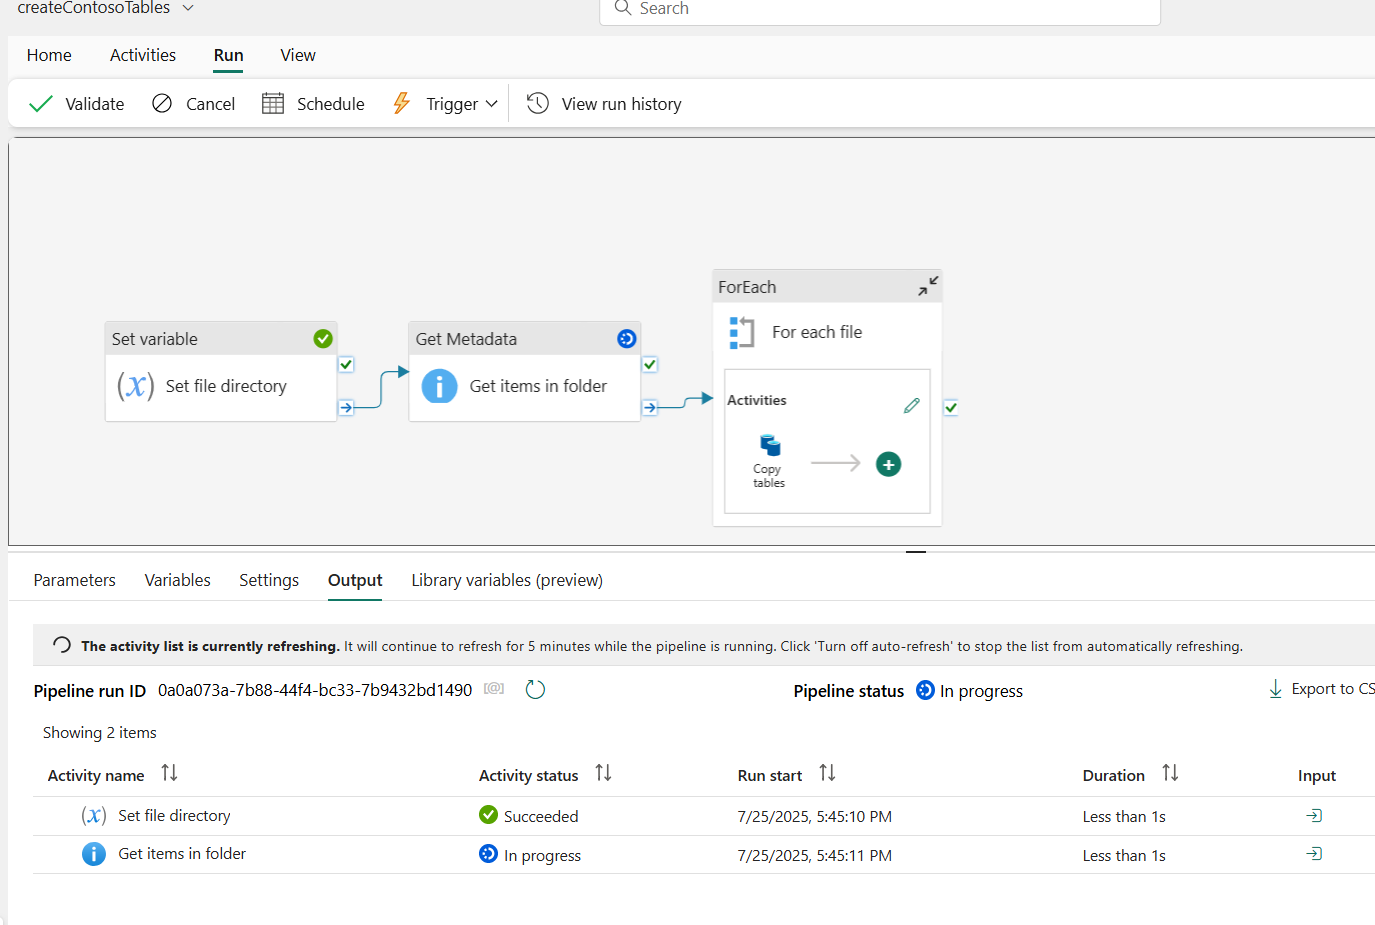 createContosoTables
Search
Home Activities Run View
Validate Cancel Schedule Trigger View run history
ForEach
For each file
Set variable
Set file directory
Get Metadata
Get items in folder
Activities
Copy
tables
Parameters Variables Settings Output Library variables (preview)
The activity list is currently refreshing. It will continue to refresh for 5 minutes while the pipeline is running. Click 'Turn off auto-refresh' to stop the list from automatically refreshing.
Pipeline run ID 0a0a073a-7b88-44f4-bc33-7b9432bd1490 [@] Pipeline status In progress Export to CS
Showing 2 items
Activity name Activity status Run start Duration Input
(x) Set file directory Succeeded 7/25/2025, 5:45:10 PM Less than 1s
Get items in folder In progress 7/25/2025, 5:45:11 PM Less than 1s